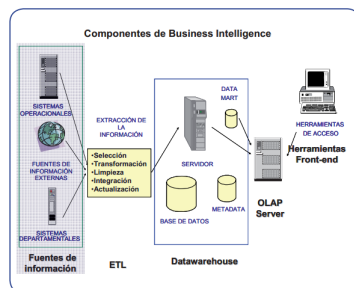 Componentes de Business Intelligence
SISTEMAS
OPERACIONALES
FUENTES DE
INFORMACIÓN
EXTERNAS
SISTEMAS
DEPARTAMENTALES
Fuentes de
información
EXTRACCIÓN DE
LA
INFORMACIÓN
•Selección
•Transformación
•Limpieza
•Integración
•Actualización
ETL
DATA
MART
SERVIDOR
BASE DE DATOS
METADATA
Datawarehouse
OLAP
Server
HERRAMIENTAS
DE ACCESO
Herramientas
Front-end